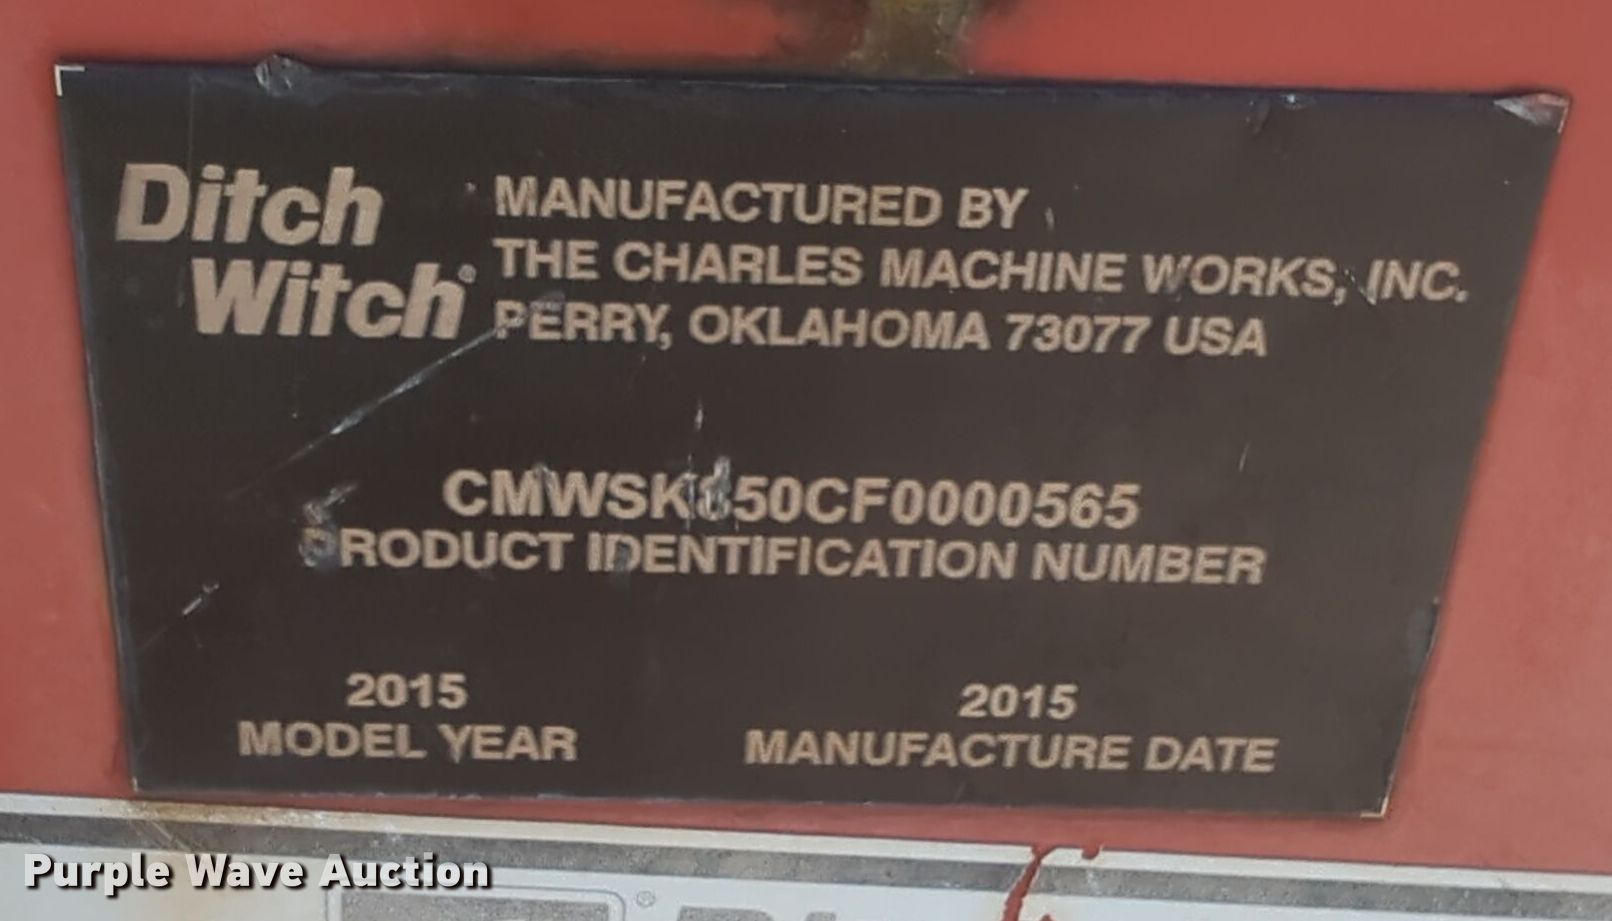 Ditch
Witch®
MANUFACTURED BY
THE CHARLES MACHINE WORKS, INC.
PERRY, OKLAHOMA 73077 USA
CMWSK850CF0000565
PRODUCT IDENTIFICATION NUMBER
2015
MODEL YEAR
2015
MANUFACTURE DATE
Purple Wave Auction
®